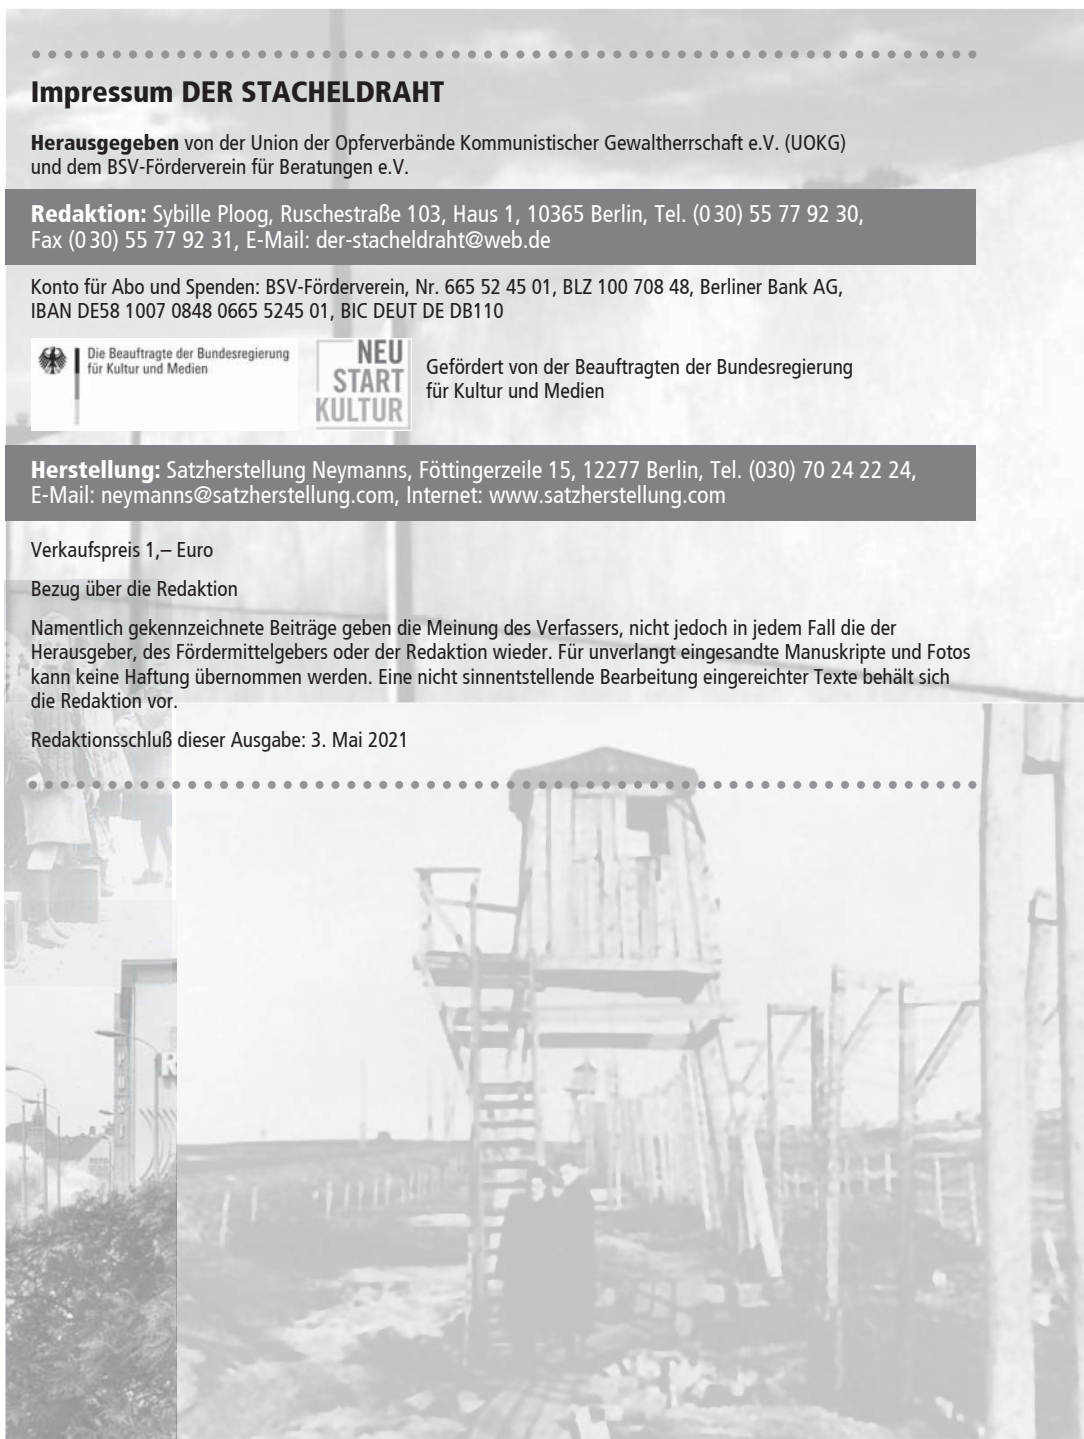 Impressum DER STACHELDRAHT
Herausgegeben von der Union der Opferverbände Kommunistischer Gewaltherrschaft e.V. (UOKG)
und dem BSV-Förderverein für Beratungen e.V.
Redaktion: Sybille Ploog, Ruschestraße 103, Haus 1, 10365 Berlin, Tel. (0 30) 55 77 92 30,
Fax (0 30) 55 77 92 31, E-Mail: der-stacheldraht@web.de
Konto für Abo und Spenden: BSV-Förderverein, Nr. 665 52 45 01, BLZ 100 708 48, Berliner Bank AG,
IBAN DE58 1007 0848 0665 5245 01, BIC DEUT DE DB110
Die Beauftragte der Bundesregierung
für Kultur und Medien
NEU
START
KULTUR
Gefördert von der Beauftragten der Bundesregierung
für Kultur und Medien
Herstellung: Satzherstellung Neymanns, Föttingerzeile 15, 12277 Berlin, Tel. (030) 70 24 22 24,
E-Mail: neymanns@satzherstellung.com, Internet: www.satzherstellung.com
Verkaufspreis 1,– Euro
Bezug über die Redaktion
Namentlich gekennzeichnete Beiträge geben die Meinung des Verfassers, nicht jedoch in jedem Fall die der
Herausgeber, des Fördermittelgebers oder der Redaktion wieder. Für unverlangt eingesandte Manuskripte und Fotos
kann keine Haftung übernommen werden. Eine nicht sinnentstellende Bearbeitung eingereichter Texte behält sich
die Redaktion vor.
Redaktionsschluß dieser Ausgabe: 3. Mai 2021